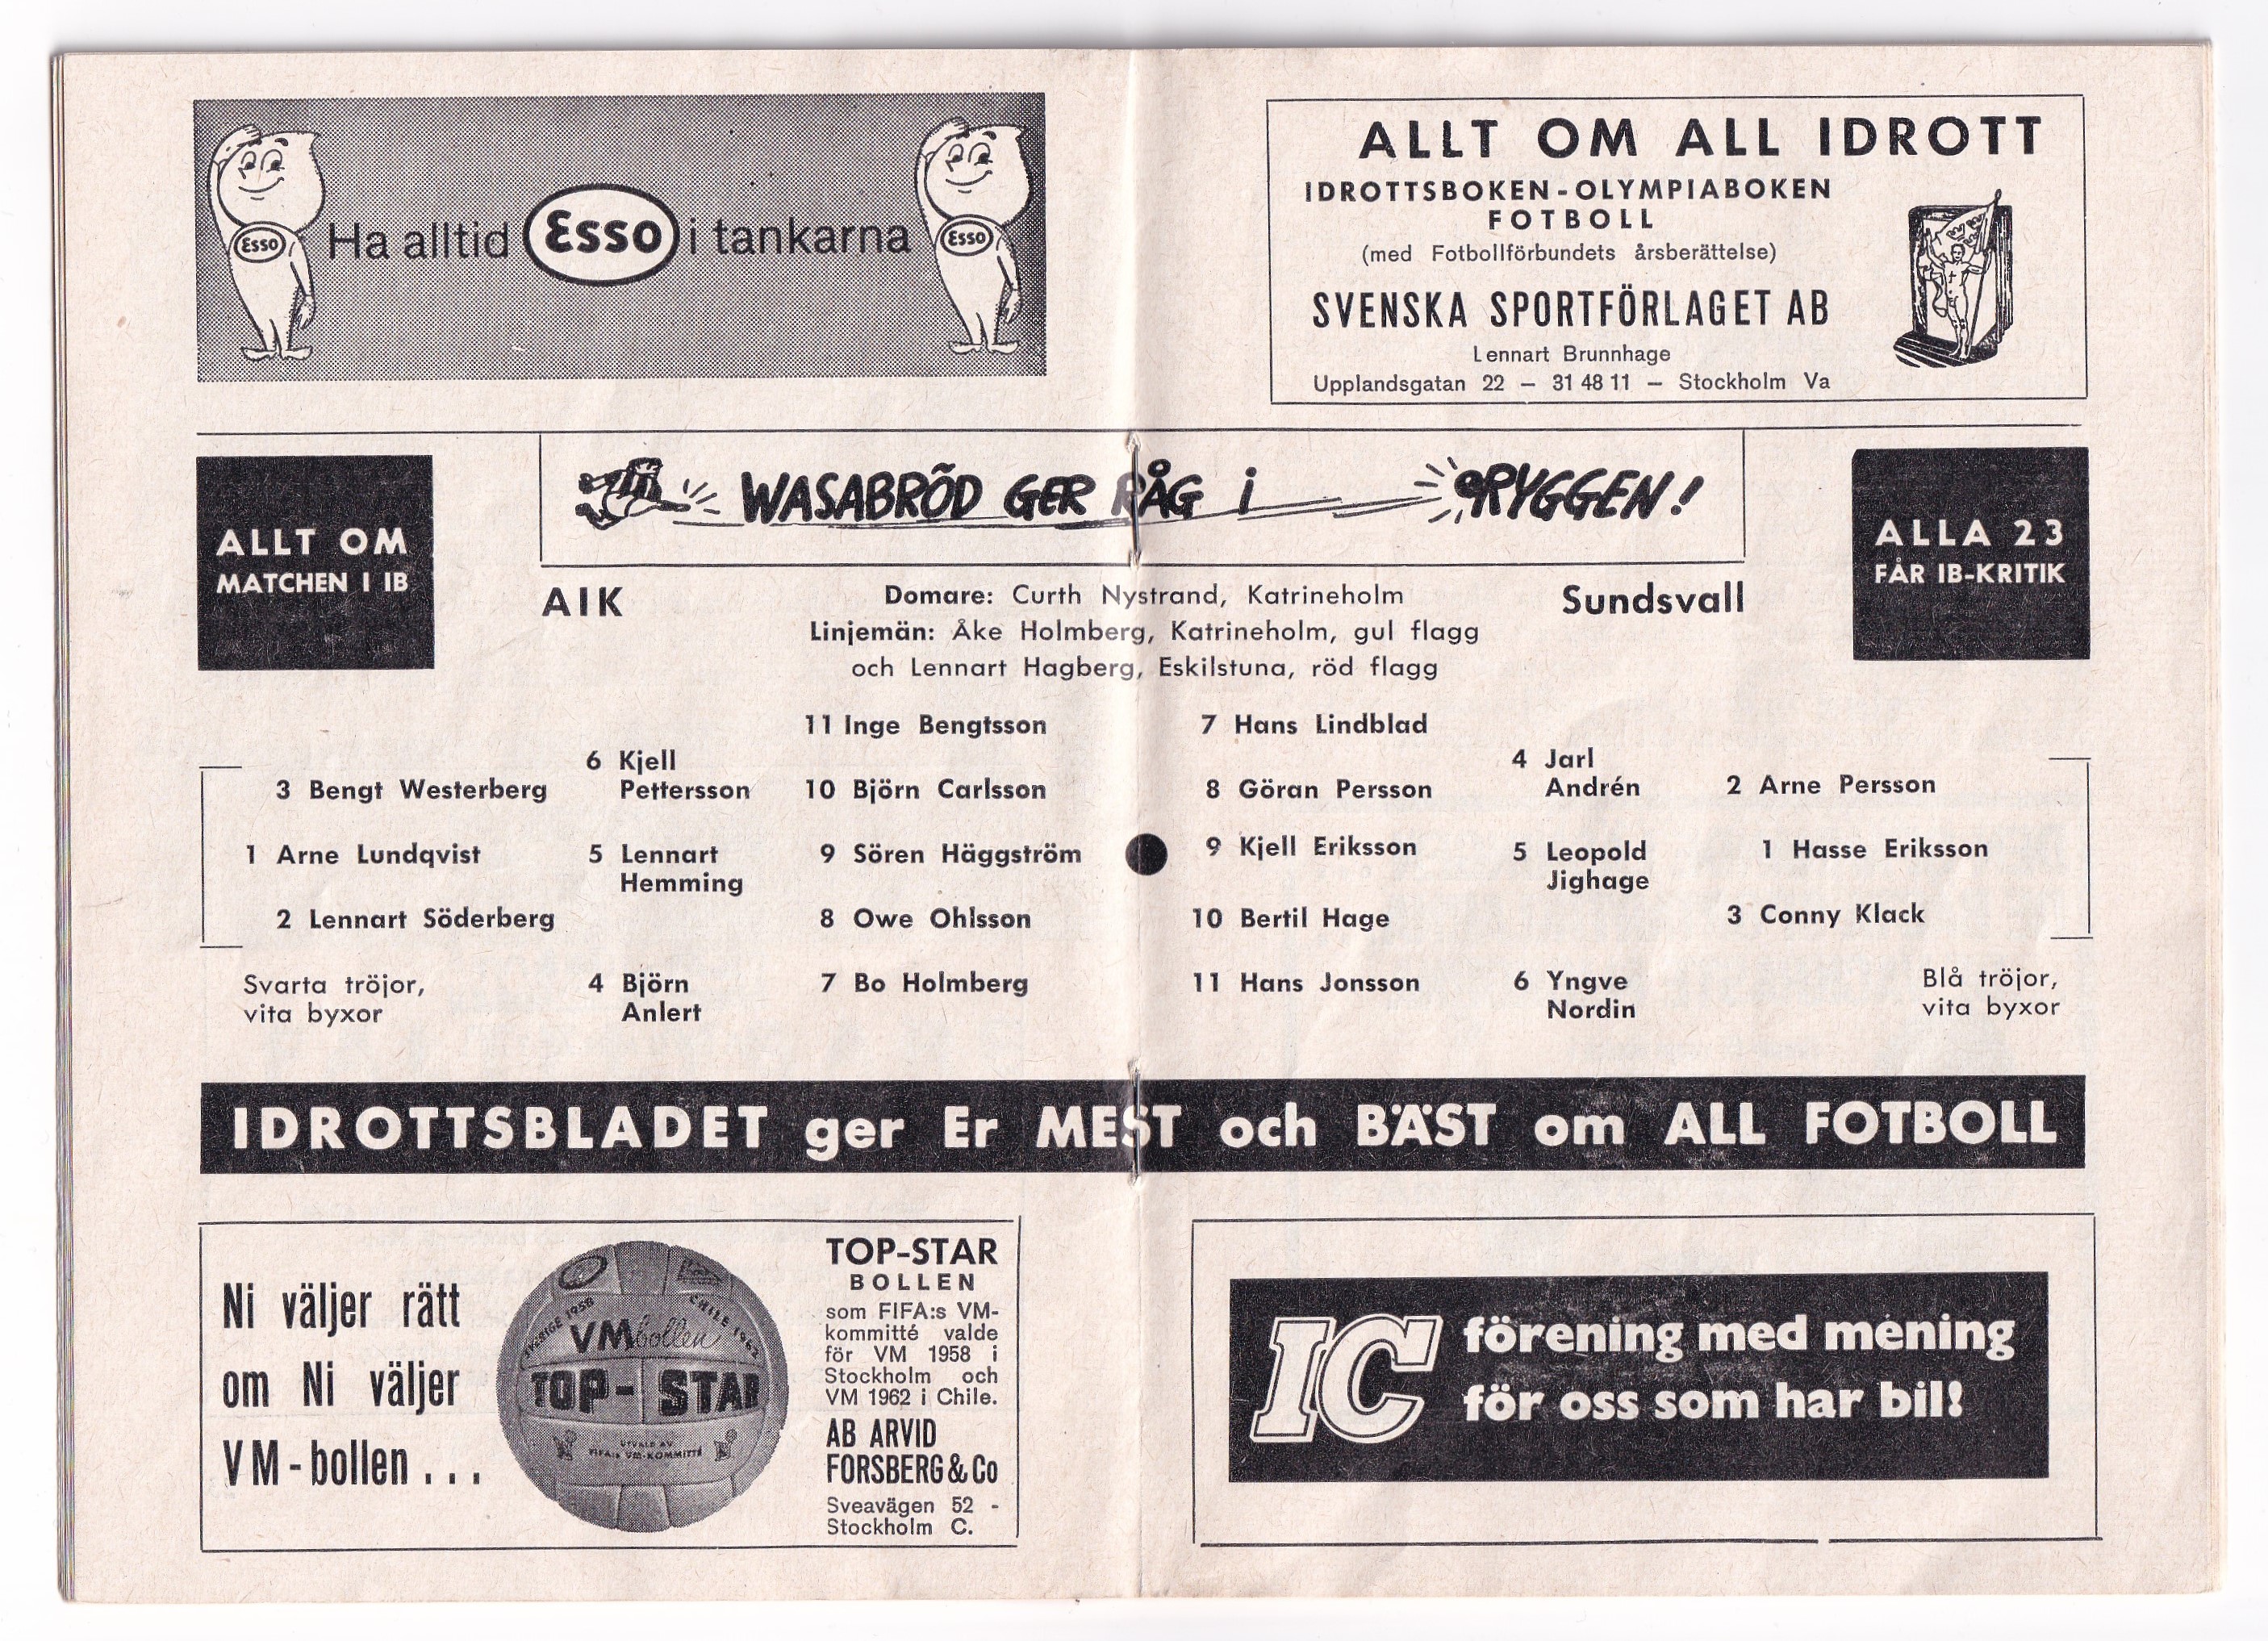 Ha alltid Esso i tankarna
Esso
Esso
ALLT OM ALL IDROTT
IDROTTSBOKEN - OLYMPIABOKEN
FOTBOLL
(med Fotbollförbundets årsberättelse)
SVENSKA SPORTFÖRLAGET AB
Lennart Brunnhage
Upplandsgatan 22 — 31 48 11 — Stockholm Va
ALLT OM
MATCHEN I IB
WASABRÖD GER RÅG I RYGGEN!
ALLA 23
FÅR IB-KRITIK
AIK
Domare: Curth Nystrand, Katrineholm
Linjemän: Åke Holmberg, Katrineholm, gul flagg
och Lennart Hagberg, Eskilstuna, röd flagg
Sundsvall
11 Inge Bengtsson
6 Kjell
Pettersson
3 Bengt Westerberg
10 Björn Carlsson
1 Arne Lundqvist
5 Lennart
Hemming
9 Sören Häggström
2 Lennart Söderberg
8 Owe Ohlsson
Svarta tröjor,
vita byxor
4 Björn
Anlert
7 Bo Holmberg
7 Hans Lindblad
4 Jarl
Andrén
8 Göran Persson
2 Arne Persson
9 Kjell Eriksson
5 Leopold
Jighage
1 Hasse Eriksson
10 Bertil Hage
3 Conny Klack
11 Hans Jonsson
6 Yngve
Nordin
Blå tröjor,
vita byxor
IDROTTSBLADET ger Er MEST och BÄST om ALL FOTBOLL
Ni väljer rätt
om Ni väljer
VM-bollen . . .
SVERIGE 1958
CHILE 1962
VM bollen
TOP-STAR
UTVALD AV
FIFA:s VM-KOMMITTÉ
TOP-STAR
BOLLEN
som FIFA:s VM-
kommitté valde
för VM 1958 i
Stockholm och
VM 1962 i Chile.
AB ARVID
FORSBERG & Co
Sveavägen 52 -
Stockholm C.
IC
förening med mening
för oss som har bil!